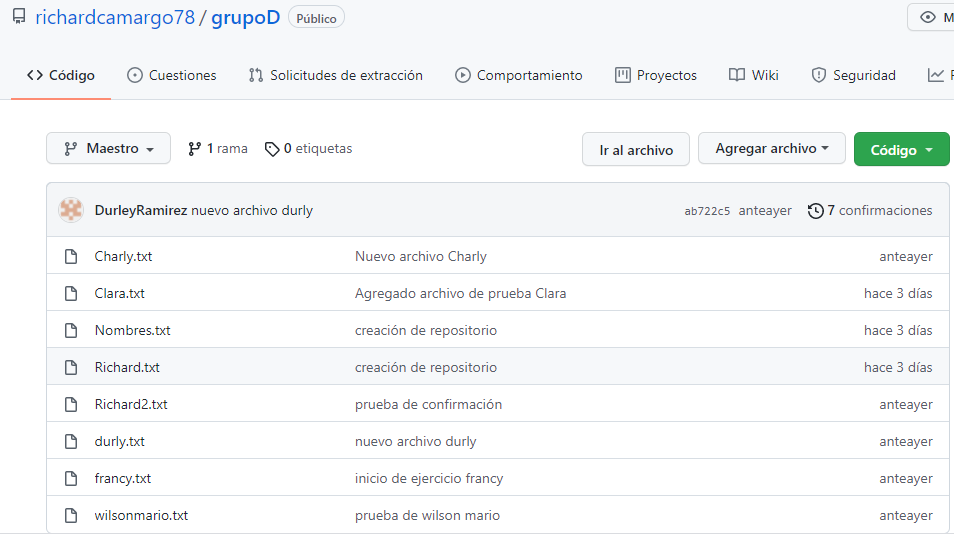 richardcamargo78 / grupoD Público
Código Cuestiones Solicitudes de extracción Comportamiento Proyectos Wiki Seguridad
Maestro 1 rama 0 etiquetas Ir al archivo Agregar archivo Código
DurleyRamirez nuevo archivo durly ab722c5 anteayer 7 confirmaciones
Charly.txt Nuevo archivo Charly anteayer
Clara.txt Agregado archivo de prueba Clara hace 3 días
Nombres.txt creación de repositorio hace 3 días
Richard.txt creación de repositorio hace 3 días
Richard2.txt prueba de confirmación anteayer
durly.txt nuevo archivo durly anteayer
francy.txt inicio de ejercicio francy anteayer
wilsonmario.txt prueba de wilson mario anteayer